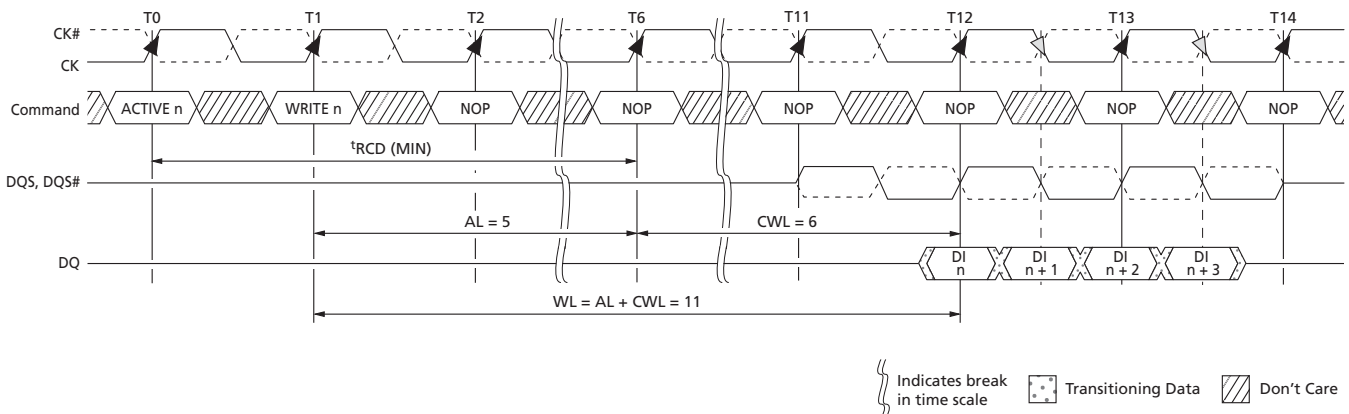 T0 T1 T2 T6 T11 T12 T13 T14
CK#
CK
Command ACTIVE n WRITE n NOP NOP NOP NOP NOP NOP
tRCD (MIN)
DQS, DQS#
AL = 5 CWL = 6
DQ DI n DI n + 1 DI n + 2 DI n + 3
WL = AL + CWL = 11
Indicates break
in time scale
Transitioning Data
Don't Care